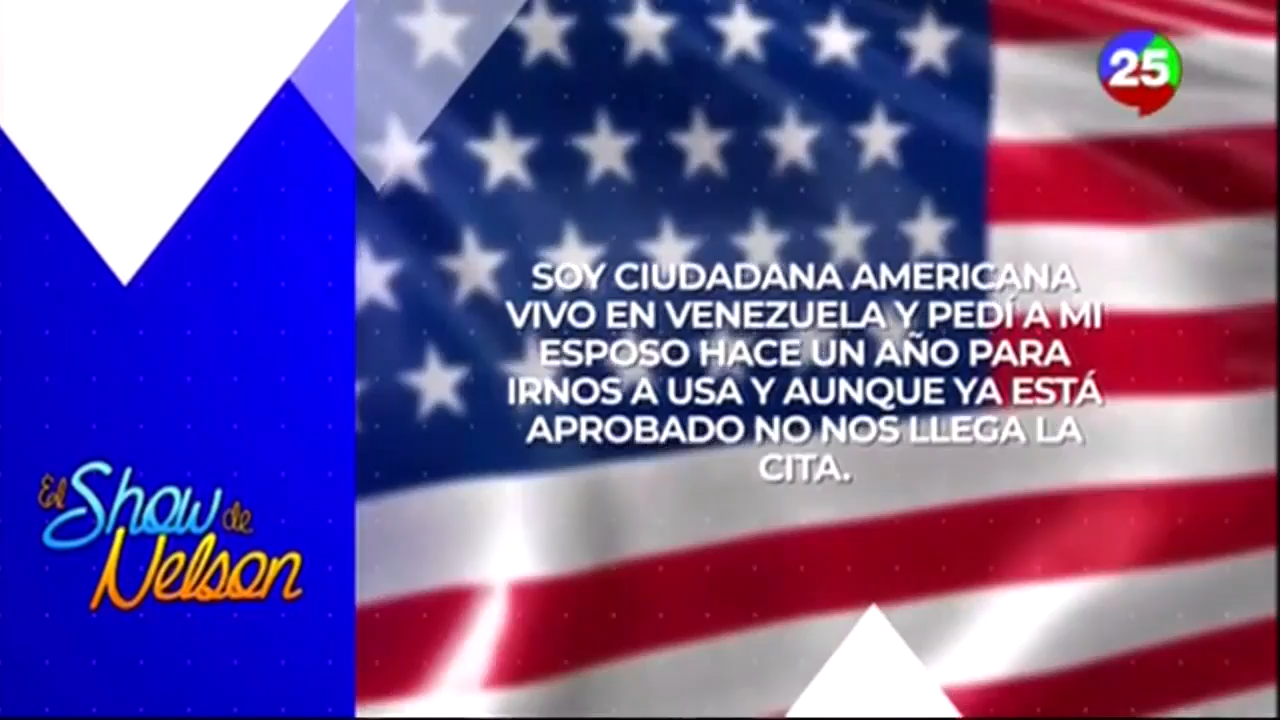 25
SOY CIUDADANA AMERICANA
VIVO EN VENEZUELA Y PEDÍ A MI
ESPOSO HACE UN AÑO PARA
IRNOS A USA Y AUNQUE YA ESTÁ
APROBADO NO NOS LLEGA LA
CITA.
El Show de
Nelson